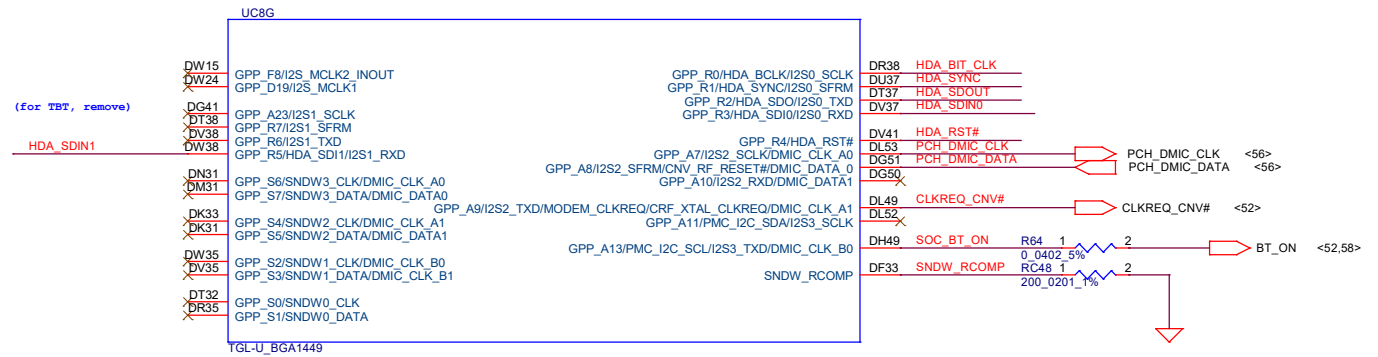 UC8G
DW15 GPP_F8/I2S_MCLK2_INOUT
DW24 GPP_D19/I2S_MCLK1
(for TBT, remove)
DG41 GPP_A23/I2S1_SCLK
DT38 GPP_R7/I2S1_SFRM
DV38 GPP_R6/I2S1_TXD
HDA_SDIN1 DW38 GPP_R5/HDA_SDI1/I2S1_RXD
DN31 GPP_S6/SNDW3_CLK/DMIC_CLK_A0
DM31 GPP_S7/SNDW3_DATA/DMIC_DATA0
DK33 GPP_S4/SNDW2_CLK/DMIC_CLK_A1
DK31 GPP_S5/SNDW2_DATA/DMIC_DATA1
DW35 GPP_S2/SNDW1_CLK/DMIC_CLK_B0
DV35 GPP_S3/SNDW1_DATA/DMIC_CLK_B1
DT32 GPP_S0/SNDW0_CLK
DR35 GPP_S1/SNDW0_DATA
GPP_R0/HDA_BCLK/I2S0_SCLK DR38 HDA_BIT_CLK
GPP_R1/HDA_SYNC/I2S0_SFRM DU37 HDA_SYNC
GPP_R2/HDA_SDO/I2S0_TXD DT37 HDA_SDOUT
GPP_R3/HDA_SDI0/I2S0_RXD DV37 HDA_SDIN0
GPP_R4/HDA_RST# DV41 HDA_RST#
GPP_A7/I2S2_SCLK/DMIC_CLK_A0 DL53 PCH_DMIC_CLK PCH_DMIC_CLK <56>
GPP_A8/I2S2_SFRM/CNV_RF_RESET#/DMIC_DATA_0 DG51 PCH_DMIC_DATA PCH_DMIC_DATA <56>
GPP_A10/I2S2_RXD/DMIC_DATA1 DG50
GPP_A9/I2S2_TXD/MODEM_CLKREQ/CRF_XTAL_CLKREQ/DMIC_CLK_A1 DL49 CLKREQ_CNV# CLKREQ_CNV# <52>
GPP_A11/PMC_I2C_SDA/I2S3_SCLK DL52
GPP_A13/PMC_I2C_SCL/I2S3_TXD/DMIC_CLK_B0 DH49 SOC_BT_ON R64 1 2 BT_ON <52,58>
0_0402_5%
SNDW_RCOMP DF33 SNDW_RCOMP RC48 1 2
200_0201_1%
TGL-U_BGA1449